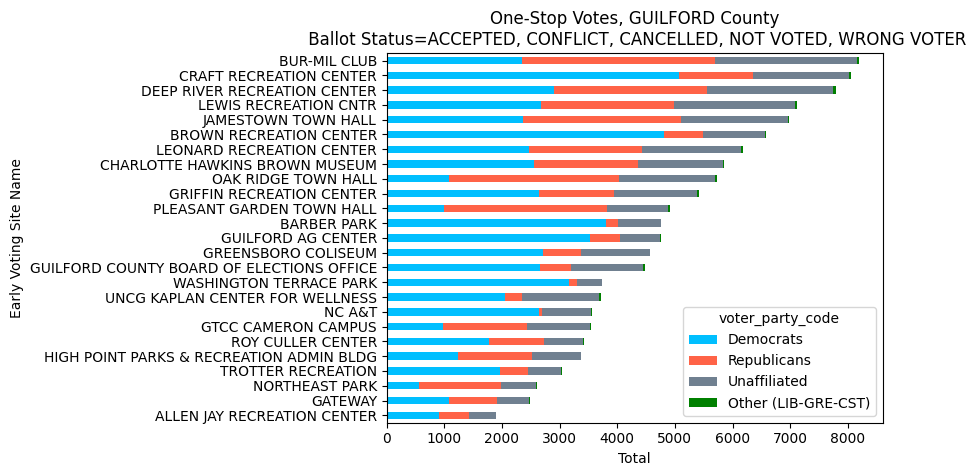 One-Stop Votes, GUILFORD County
Ballot Status=ACCEPTED, CONFLICT, CANCELLED, NOT VOTED, WRONG VOTER
Early Voting Site Name
BUR-MIL CLUB
CRAFT RECREATION CENTER
DEEP RIVER RECREATION CENTER
LEWIS RECREATION CNTR
JAMESTOWN TOWN HALL
BROWN RECREATION CENTER
LEONARD RECREATION CENTER
CHARLOTTE HAWKINS BROWN MUSEUM
OAK RIDGE TOWN HALL
GRIFFIN RECREATION CENTER
PLEASANT GARDEN TOWN HALL
BARBER PARK
GUILFORD AG CENTER
GREENSBORO COLISEUM
GUILFORD COUNTY BOARD OF ELECTIONS OFFICE
WASHINGTON TERRACE PARK
UNCG KAPLAN CENTER FOR WELLNESS
NC A&T
GTCC CAMERON CAMPUS
ROY CULLER CENTER
HIGH POINT PARKS & RECREATION ADMIN BLDG
TROTTER RECREATION
NORTHEAST PARK
GATEWAY
ALLEN JAY RECREATION CENTER
voter_party_code
Democrats
Republicans
Unaffiliated
Other (LIB-GRE-CST)
0 1000 2000 3000 4000 5000 6000 7000 8000
Total